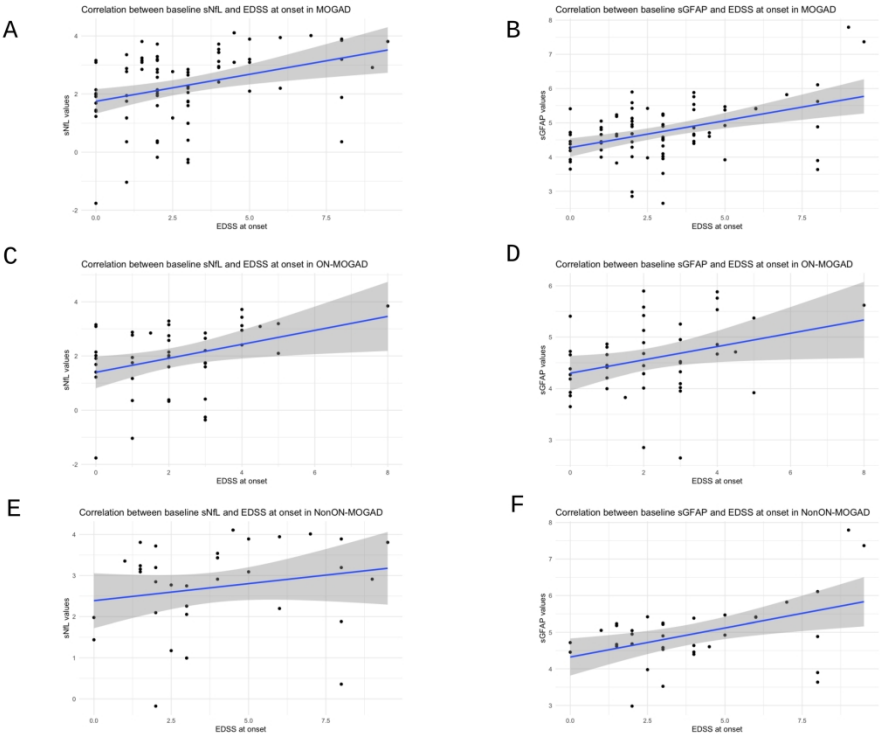 A
Correlation between baseline sNfL and EDSS at onset in MOGAD
sNfL values
4
2
0
-2
0.0 2.5 5.0 7.5
EDSS at onset
B
Correlation between baseline sGFAP and EDSS at onset in MOGAD
sGFAP values
8
7
6
5
4
3
0.0 2.5 5.0 7.5
EDSS at onset
C
Correlation between baseline sNfL and EDSS at onset in ON-MOGAD
sNfL values
4
2
0
-2
0 2 4 6 8
EDSS at onset
D
Correlation between baseline sGFAP and EDSS at onset in ON-MOGAD
sGFAP values
6
5
4
3
0 2 4 6 8
EDSS at onset
E
Correlation between baseline sNfL and EDSS at onset in NonON-MOGAD
sNfL values
4
3
2
1
0
0.0 2.5 5.0 7.5
EDSS at onset
F
Correlation between baseline sGFAP and EDSS at onset in NonON-MOGAD
sGFAP values
8
7
6
5
4
3
0.0 2.5 5.0 7.5
EDSS at onset